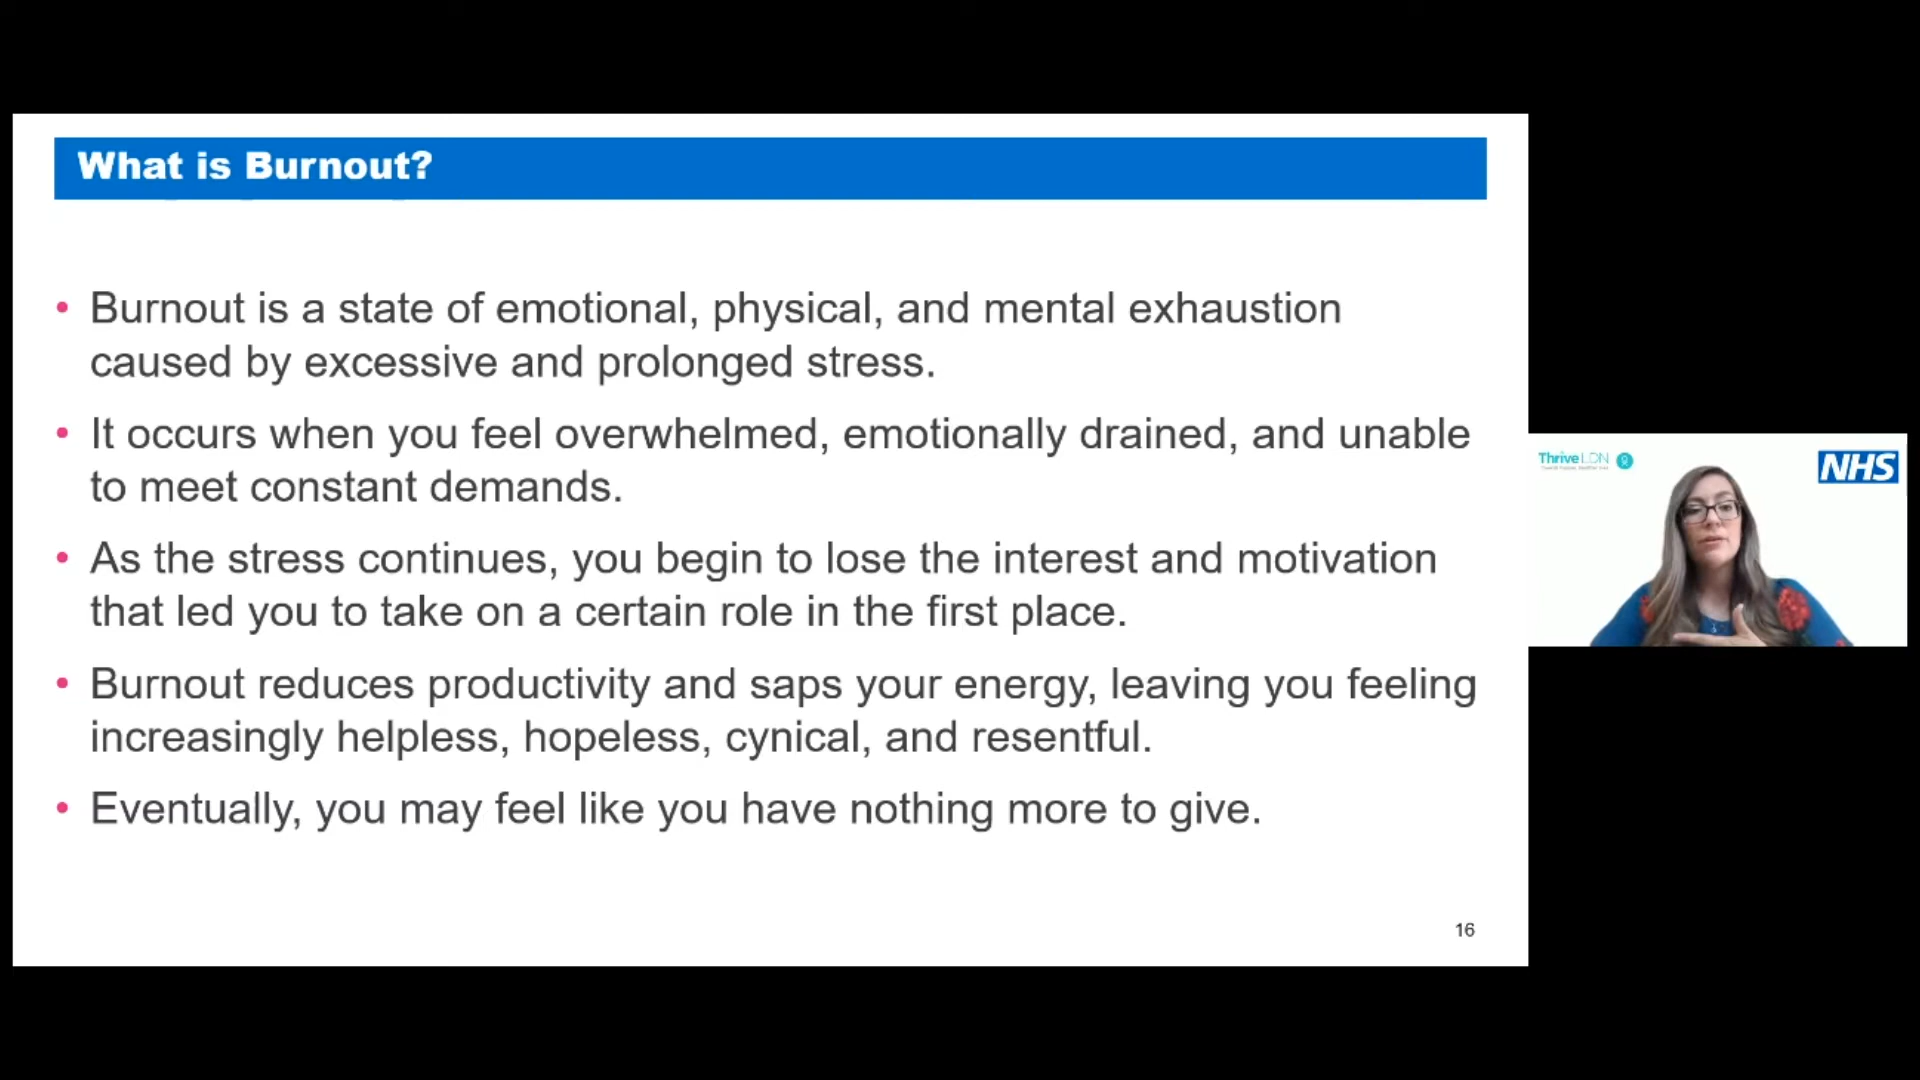 What is Burnout?
• Burnout is a state of emotional, physical, and mental exhaustion
caused by excessive and prolonged stress.
• It occurs when you feel overwhelmed, emotionally drained, and unable
to meet constant demands.
• As the stress continues, you begin to lose the interest and motivation
that led you to take on a certain role in the first place.
• Burnout reduces productivity and saps your energy, leaving you feeling
increasingly helpless, hopeless, cynical, and resentful.
• Eventually, you may feel like you have nothing more to give.
16
Thrive LDN
NHS